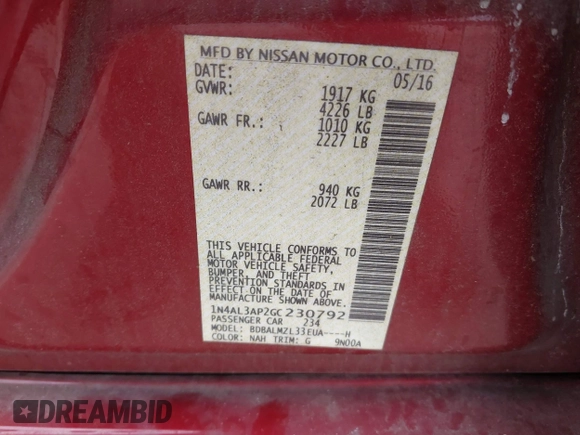 MFD BY NISSAN MOTOR CO., LTD.
DATE: 05/16
GVWR: 1917 KG
4226 LB
GAWR FR.: 1010 KG
2227 LB
GAWR RR.: 940 KG
2072 LB
THIS VEHICLE CONFORMS TO
ALL APPLICABLE FEDERAL
MOTOR VEHICLE SAFETY,
BUMPER, AND THEFT
PREVENTION STANDARDS IN
EFFECT ON THE DATE OF
MANUFACTURE SHOWN ABOVE.
1N4AL3AP2GC230792
PASSENGER CAR 234
MODEL: BDBALMZL33EUA----H
COLOR: NAH TRIM: G 9N00A
DREAMBID